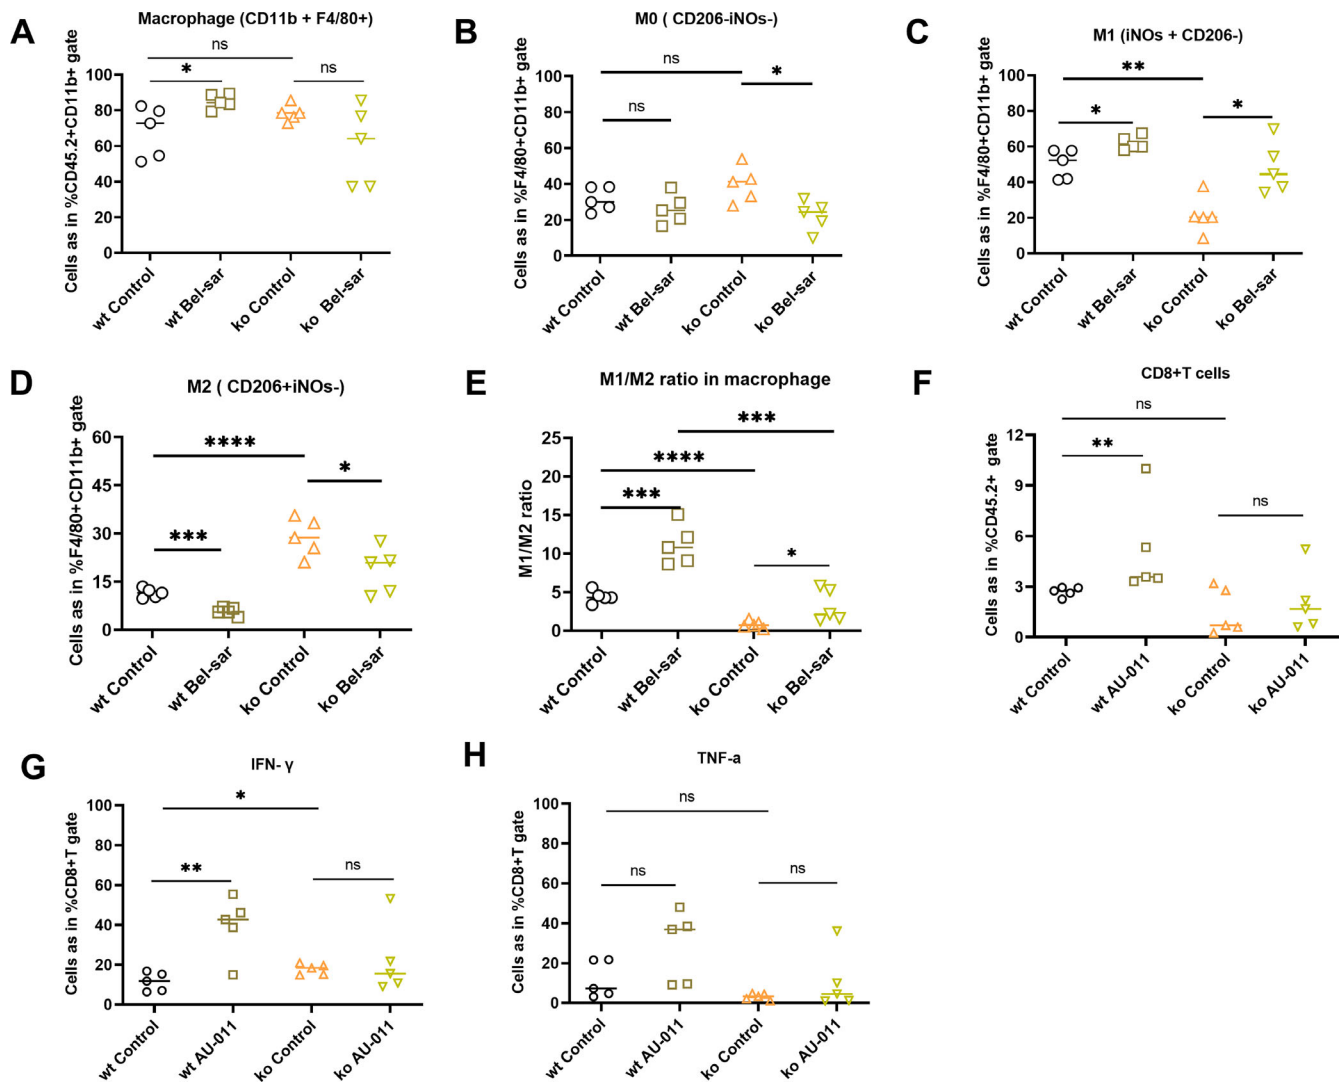 A
Macrophage (CD11b + F4/80+)
Cells as in %CD45.2+CD11b+ gate
100
80
60
40
20
0
ns
*
ns
wt Control
wt Bel-sar
ko Control
ko Bel-sar
B
M0 ( CD206-iNOs-)
Cells as in %F4/80+CD11b+ gate
100
80
60
40
20
0
ns
*
ns
wt Control
wt Bel-sar
ko Control
ko Bel-sar
C
M1 (iNOs + CD206-)
Cells as in %F4/80+CD11b+ gate
100
80
60
40
20
0
**
*
*
wt Control
wt Bel-sar
ko Control
ko Bel-sar
D
M2 ( CD206+iNOs-)
Cells as in %F4/80+CD11b+ gate
60
45
30
15
0
****
*
***
wt Control
wt Bel-sar
ko Control
ko Bel-sar
E
M1/M2 ratio in macrophage
M1/M2 ratio
25
20
15
10
5
0
***
****
***
*
wt Control
wt Bel-sar
ko Control
ko Bel-sar
F
CD8+T cells
Cells as in %CD45.2+ gate
12
9
6
3
0
ns
**
ns
wt Control
wt AU-011
ko Control
ko AU-011
G
IFN- γ
Cells as in %CD8+T gate
100
80
60
40
20
0
*
**
ns
wt Control
wt AU-011
ko Control
ko AU-011
H
TNF-a
Cells as in %CD8+T gate
100
80
60
40
20
0
ns
ns
ns
wt Control
wt AU-011
ko Control
ko AU-011